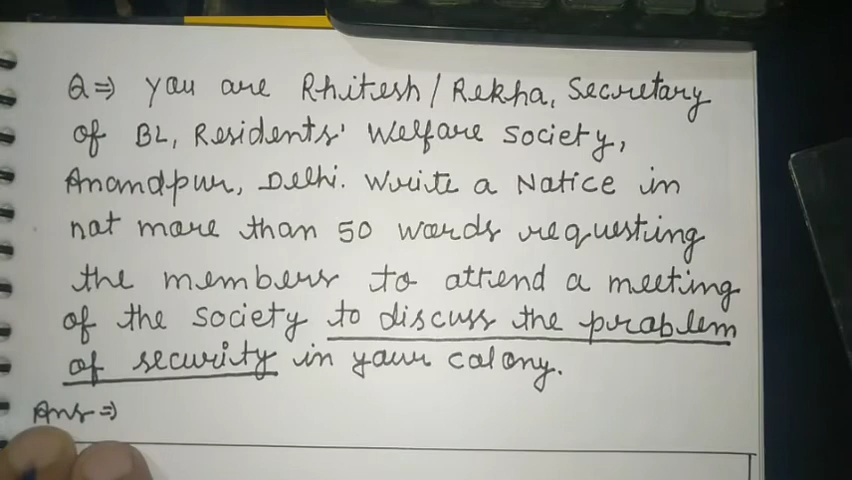 Q⇒ you are Rhitesh/Rekha, Secretary
of BL, Residents' Welfare society,
Anandpur, Delhi. Write a Notice in
not more than 50 words requesting
the members to attend a meeting
of the society to discuss the problem
of security in your colony.
Ans⇒